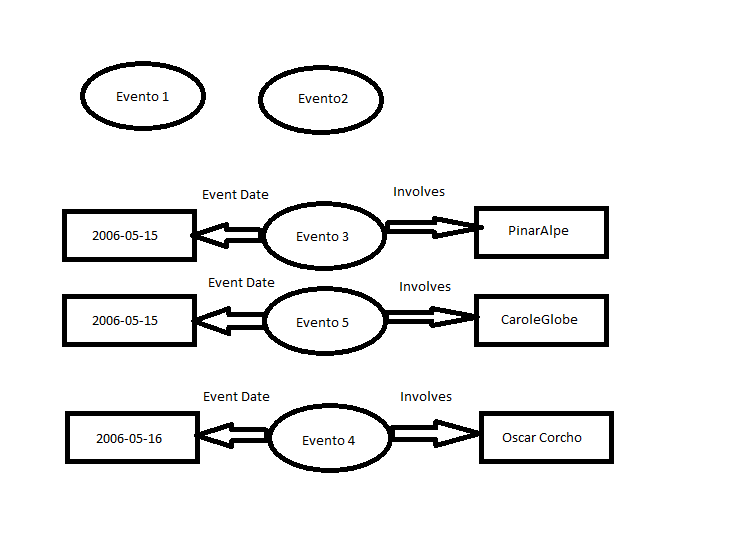 Evento 1
Evento2
Event Date
Involves
2006-05-15
Evento 3
PinarAlpe
Event Date
Involves
2006-05-15
Evento 5
CaroleGlobe
Event Date
Involves
2006-05-16
Evento 4
Oscar Corcho